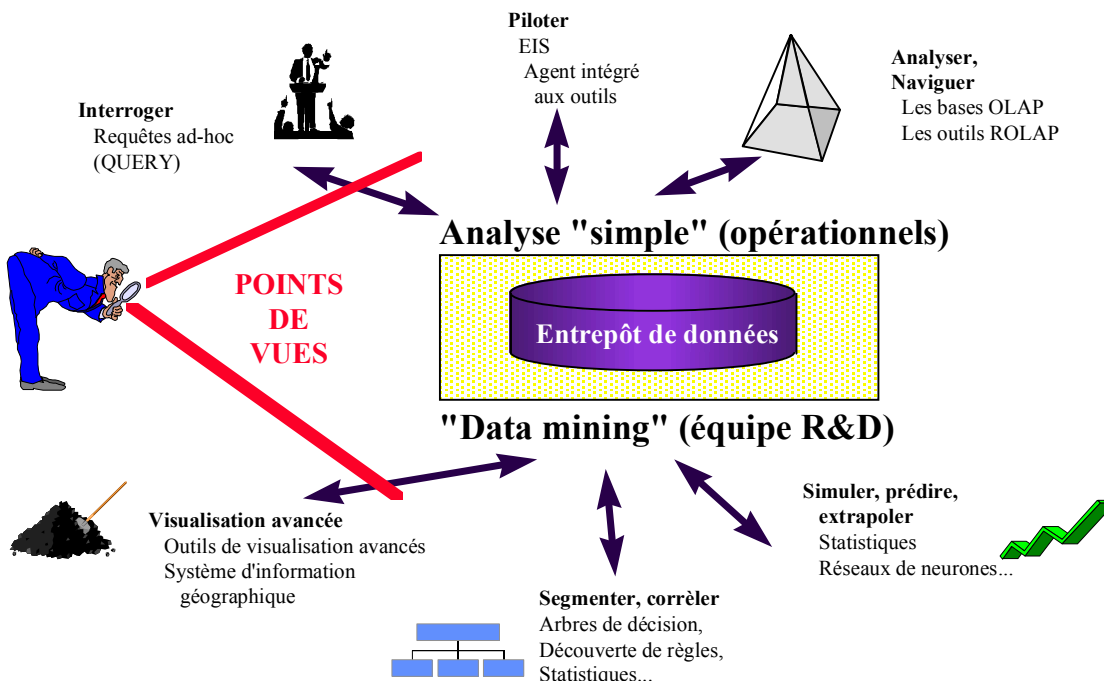 Piloter
EIS
Agent intégré
aux outils
Analyser,
Naviguer
Les bases OLAP
Les outils ROLAP
Interroger
Requêtes ad-hoc
(QUERY)
Analyse "simple" (opérationnels)
POINTS
DE
VUES
Entrepôt de données
"Data mining" (équipe R&D)
Visualisation avancée
Outils de visualisation avancés
Système d'information
géographique
Segmenter, corrèler
Arbres de décision,
Découverte de règles,
Statistiques...
Simuler, prédire,
extrapoler
Statistiques
Réseaux de neurones...